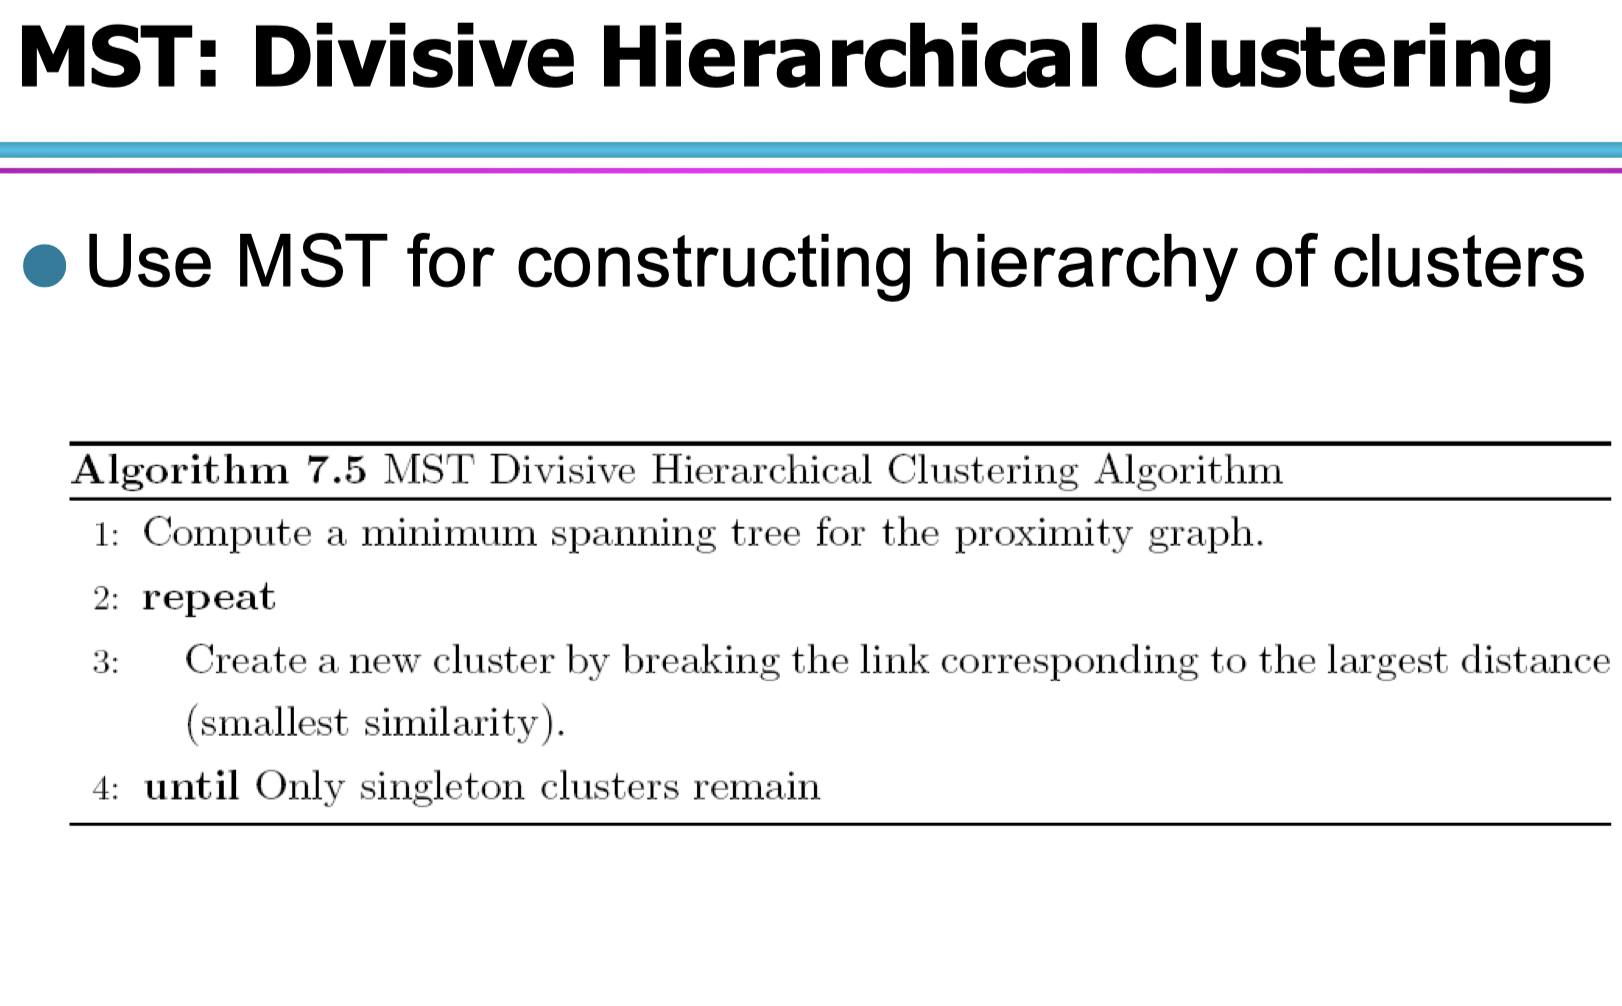 MST: Divisive Hierarchical Clustering
Use MST for constructing hierarchy of clusters
Algorithm 7.5 MST Divisive Hierarchical Clustering Algorithm
1: Compute a minimum spanning tree for the proximity graph.
2: repeat
3: Create a new cluster by breaking the link corresponding to the largest distance
(smallest similarity).
4: until Only singleton clusters remain